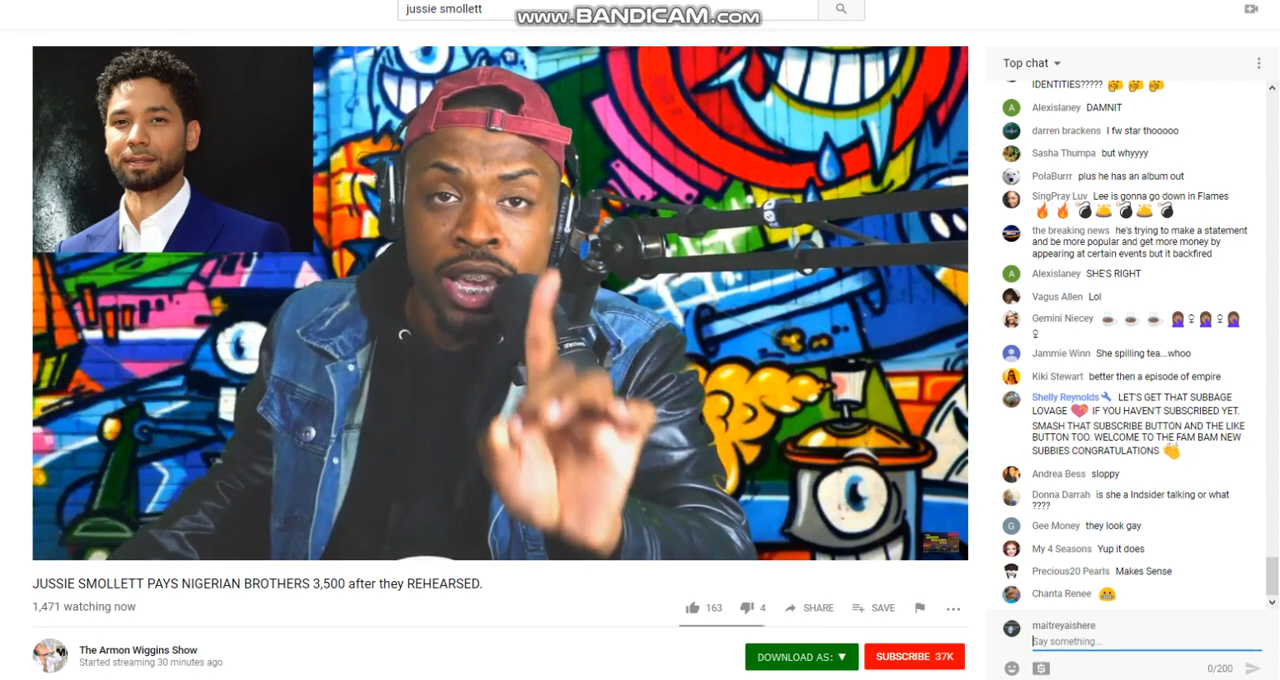 jussie smollett
www.BANDICAM.com
Top chat
IDENTITIES?????
Alexislaney DAMNIT
darren brackens I fw star thooooo
Sasha Thumpa but whyyyy
PolaBurrr plus he has an album out
SingPray Luv Lee is gonna go down in Flames
the breaking news he's trying to make a statement
and be more popular and get more money by
appearing at certain events but it backfired
Alexislaney SHE'S RIGHT
Vagus Allen Lol
Gemini Niecey
Jammie Winn She spilling tea...whoo
Kiki Stewart better then a episode of empire
Shelly Reynolds LET'S GET THAT SUBBAGE
LOVAGE IF YOU HAVEN'T SUBSCRIBED YET.
SMASH THAT SUBSCRIBE BUTTON AND THE LIKE
BUTTON TOO. WELCOME TO THE FAM BAM NEW
SUBBIES CONGRATULATIONS
Andrea Bess sloppy
Donna Darrah is she a Indsider talking or what
????
Gee Money they look gay
My 4 Seasons Yup it does
Precious20 Pearls Makes Sense
Chanta Renee
maitreyaishere
Say something...
0/200
JUSSIE SMOLLETT PAYS NIGERIAN BROTHERS 3,500 after they REHEARSED.
1,471 watching now
163
4
SHARE
SAVE
The Armon Wiggins Show
Started streaming 30 minutes ago
DOWNLOAD AS: ▼
SUBSCRIBE 37K